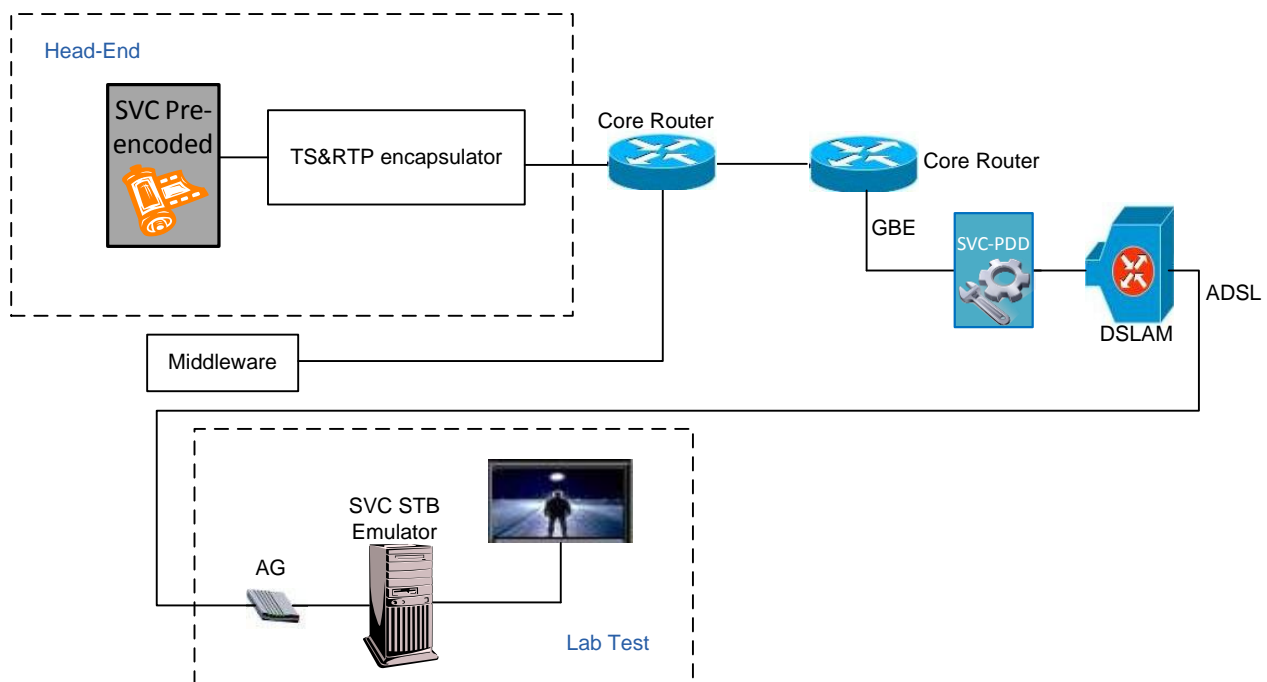 Head-End
SVC Pre-
encoded
TS&RTP encapsulator
Core Router
Core Router
GBE
SVC-PDD
ADSL
DSLAM
Middleware
SVC STB
Emulator
AG
Lab Test